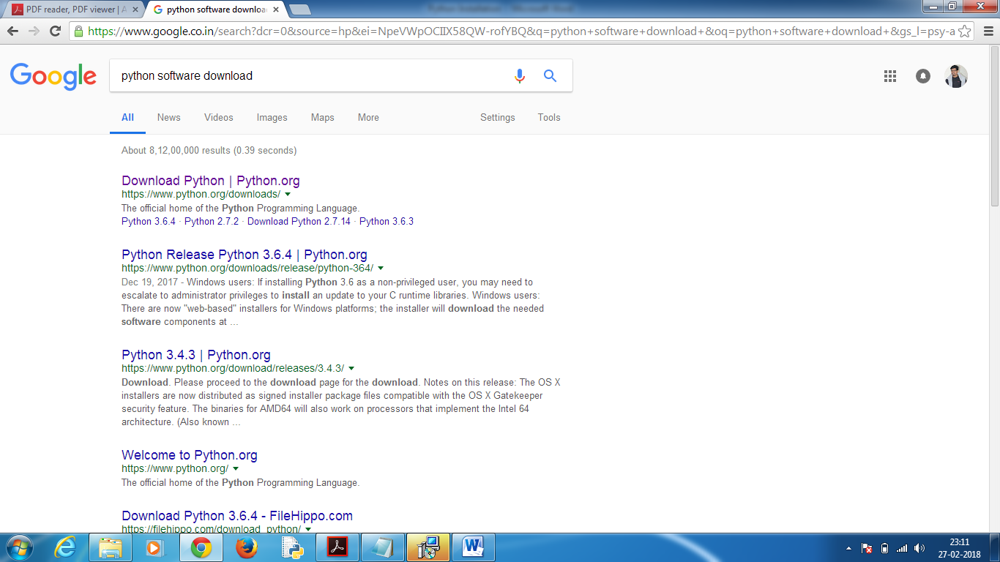 PDF reader, PDF viewer | A
python software downloa
https://www.google.co.in/search?dcr=0&source=hp&ei=NpeVWpOCIIX58QW-rofYBQ&q=python+software+download+&oq=python+software+download+&gs_l=psy-a
Google
python software download
All News Videos Images Maps More Settings Tools
About 8,12,00,000 results (0.39 seconds)
Download Python | Python.org
https://www.python.org/downloads/
The official home of the Python Programming Language.
Python 3.6.4 · Python 2.7.2 · Download Python 2.7.14 · Python 3.6.3
Python Release Python 3.6.4 | Python.org
https://www.python.org/downloads/release/python-364/
Dec 19, 2017 - Windows users: If installing Python 3.6 as a non-privileged user, you may need to
escalate to administrator privileges to install an update to your C runtime libraries. Windows users:
There are now "web-based" installers for Windows platforms; the installer will download the needed
software components at ...
Python 3.4.3 | Python.org
https://www.python.org/download/releases/3.4.3/
Download. Please proceed to the download page for the download. Notes on this release: The OS X
installers are now distributed as signed installer package files compatible with the OS X Gatekeeper
security feature. The binaries for AMD64 will also work on processors that implement the Intel 64
architecture. (Also known ...
Welcome to Python.org
https://www.python.org/
The official home of the Python Programming Language.
Download Python 3.6.4 - FileHippo.com
https://filehippo.com/download_python/
23:11
27-02-2018